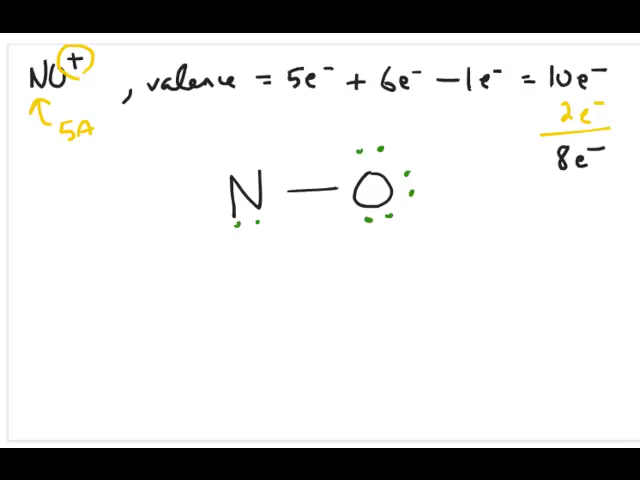 NO⁺, valence = 5e⁻ + 6e⁻ − 1e⁻ = 10e⁻
5A
2e⁻
8e⁻
N — O